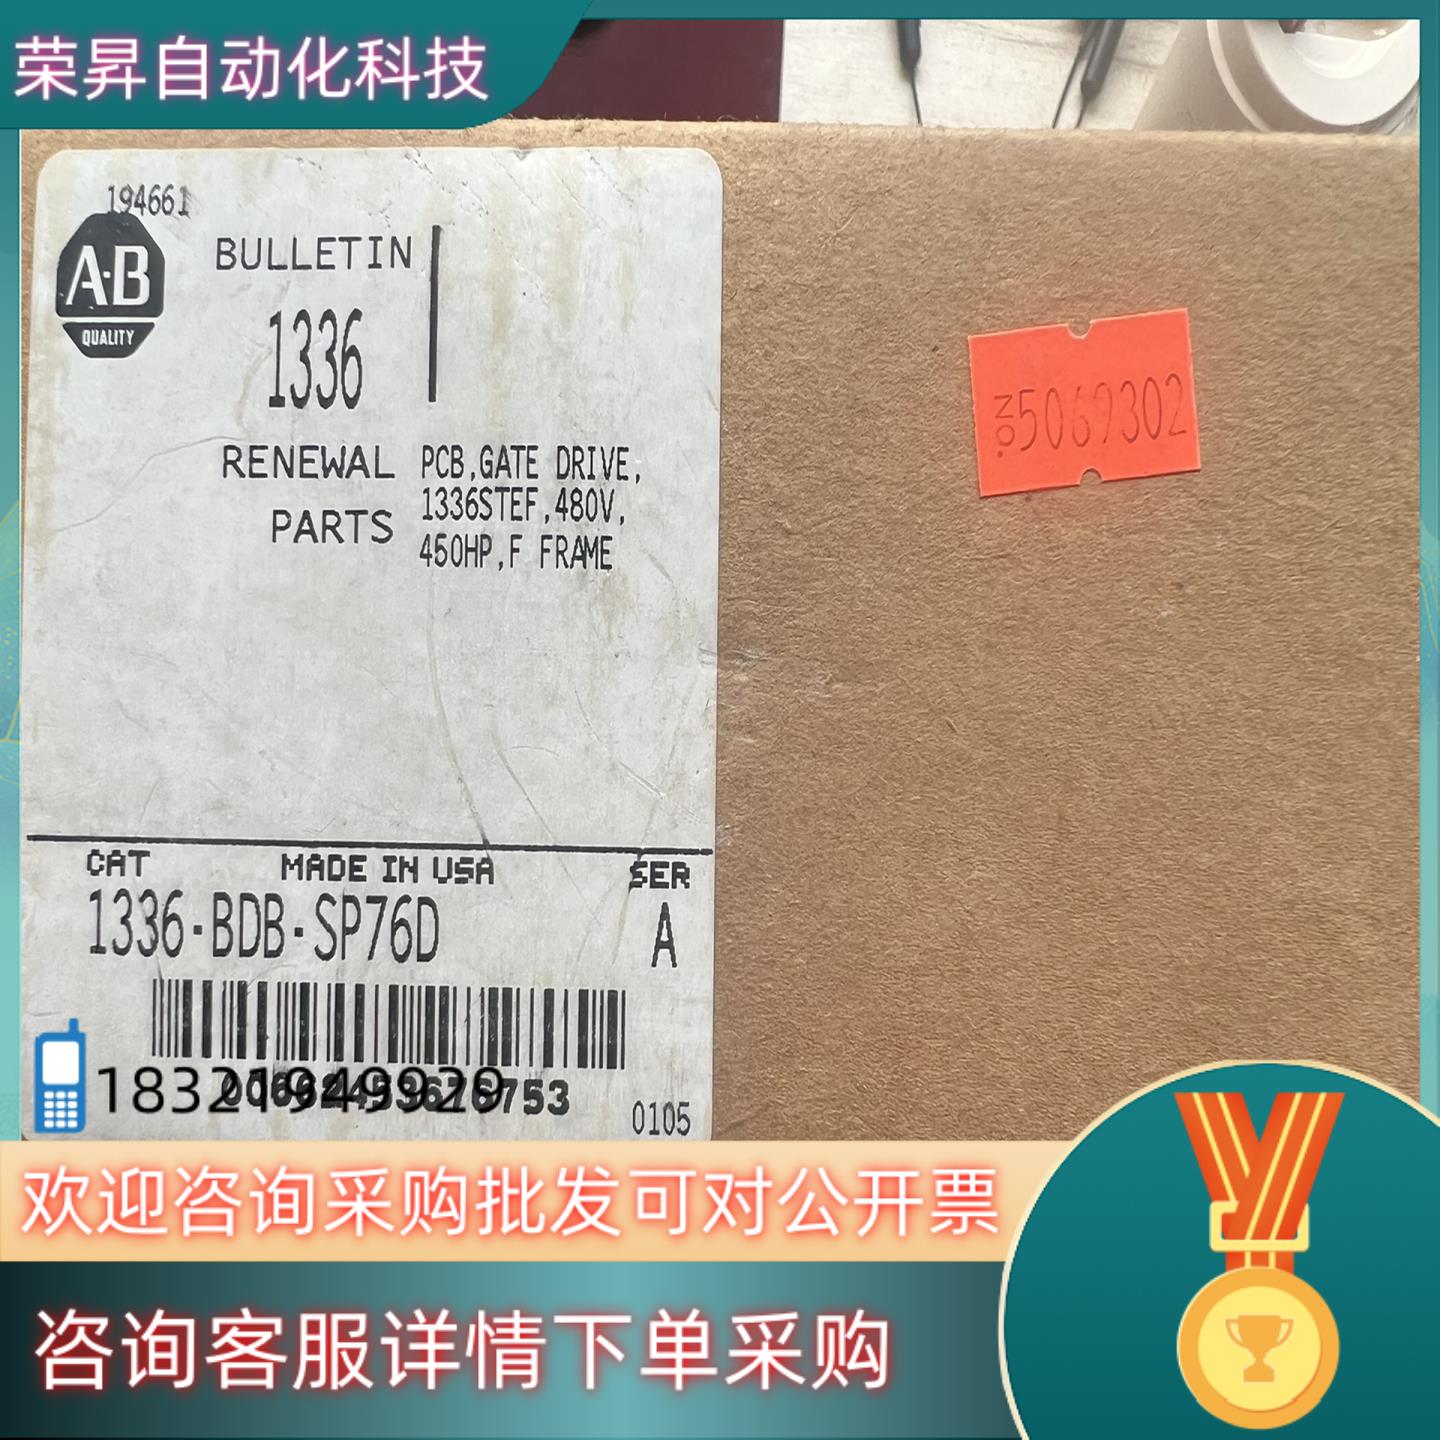 荣昇自动化科技
194661
A·B
QUALITY
BULLETIN
1336
RENEWAL
PARTS
PCB,GATE DRIVE,
1336STEF,480V,
450HP,F FRAME
NO.5069302
CAT MADE IN USA SER
1336-BDB-SP76D A
18321949929
0105
欢迎咨询采购批发可对公开票
咨询客服详情下单采购